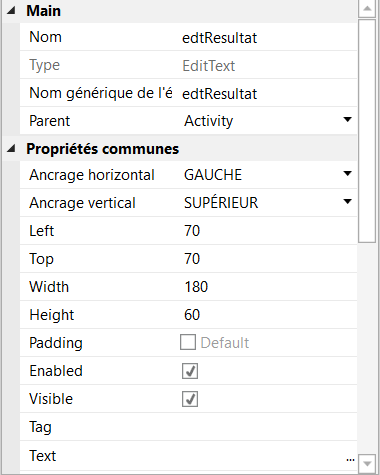 Main
Nom edtResultat
Type EditText
Nom générique de l'é edtResultat
Parent Activity
Propriétés communes
Ancrage horizontal GAUCHE
Ancrage vertical SUPÉRIEUR
Left 70
Top 70
Width 180
Height 60
Padding Default
Enabled
Visible
Tag
Text ...